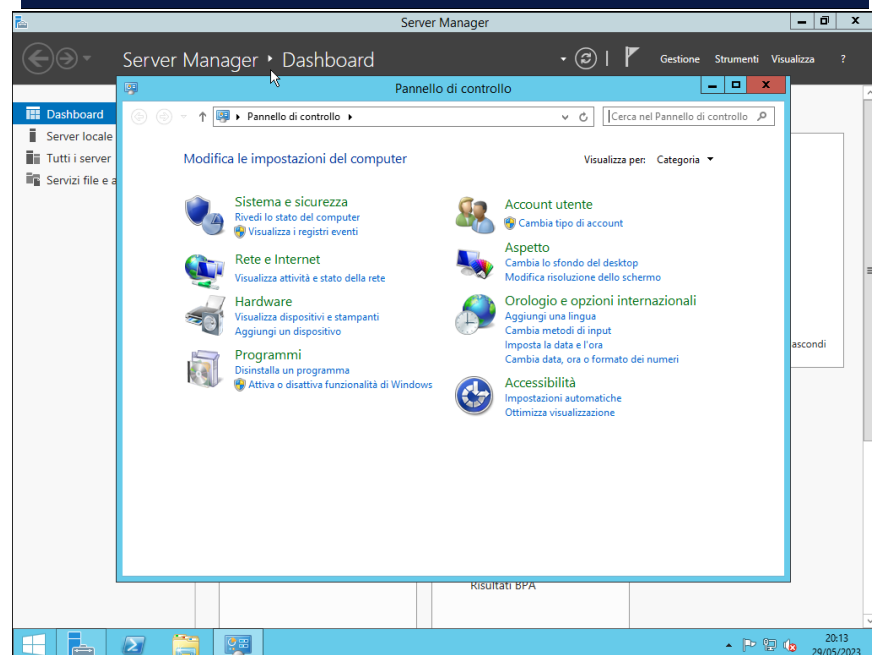 Server Manager
Server Manager ‣ Dashboard
Gestione Strumenti Visualizza ?
Pannello di controllo
Dashboard
Server locale
Tutti i server
Servizi file e a
Pannello di controllo
Cerca nel Pannello di controllo
Modifica le impostazioni del computer
Visualizza per: Categoria
Sistema e sicurezza
Rivedi lo stato del computer
Visualizza i registri eventi
Rete e Internet
Visualizza attività e stato della rete
Hardware
Visualizza dispositivi e stampanti
Aggiungi un dispositivo
Programmi
Disinstalla un programma
Attiva o disattiva funzionalità di Windows
Account utente
Cambia tipo di account
Aspetto
Cambia lo sfondo del desktop
Modifica risoluzione dello schermo
Orologio e opzioni internazionali
Aggiungi una lingua
Cambia metodi di input
Imposta la data e l'ora
Cambia data, ora o formato dei numeri
Accessibilità
Impostazioni automatiche
Ottimizza visualizzazione
ascondi
Risultati BPA
20:13
29/05/2023